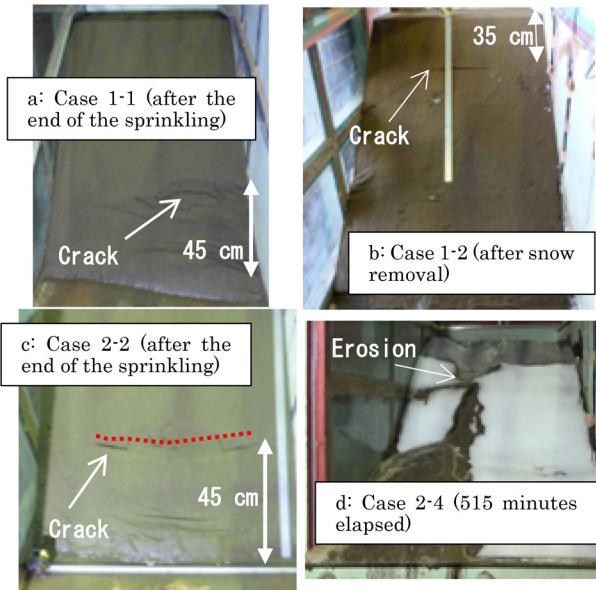 a: Case 1-1 (after the
end of the sprinkling)
Crack
45 cm
35 cm
Crack
b: Case 1-2 (after snow
removal)
c: Case 2-2 (after the
end of the sprinkling)
Crack
45 cm
Erosion
d: Case 2-4 (515 minutes
elapsed)